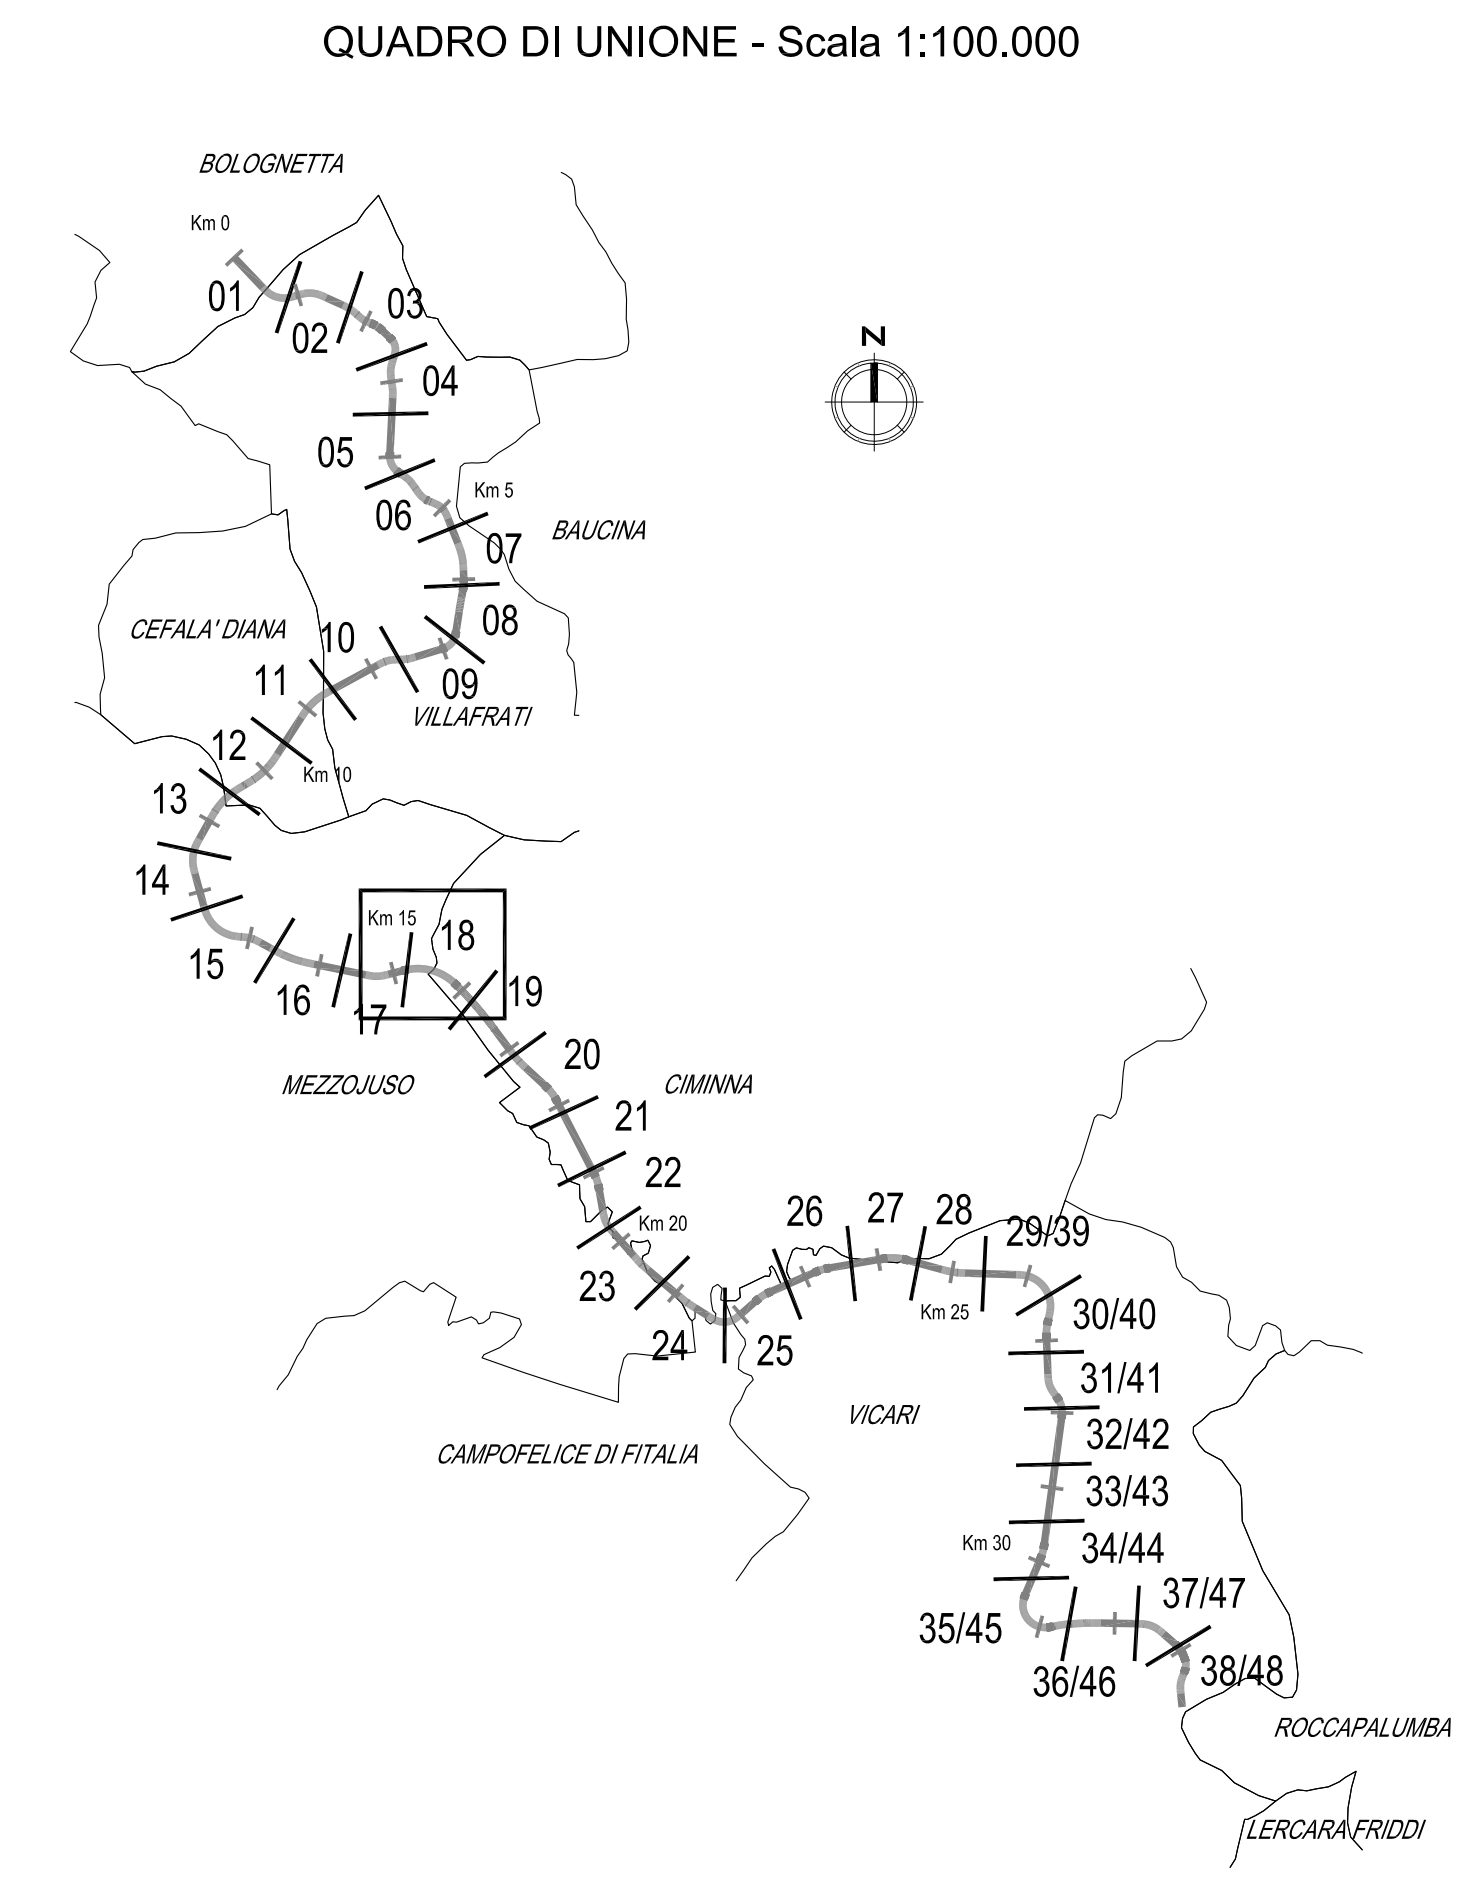 QUADRO DI UNIONE - Scala 1:100.000
BOLOGNETTA
Km 0
01
02
03
N
04
05
Km 5
06
BAUCINA
07
08
CEFALA' DIANA
10
09
11
VILLAFRATI
12
Km 10
13
14
Km 15
18
15
19
16
17
20
MEZZOJUSO
CIMINNA
21
22
26
27
28
Km 20
29/39
23
Km 25
30/40
24
25
31/41
VICARI
32/42
CAMPOFELICE DI FITALIA
33/43
Km 30
34/44
37/47
35/45
38/48
36/46
ROCCAPALUMBA
LERCARA FRIDDI